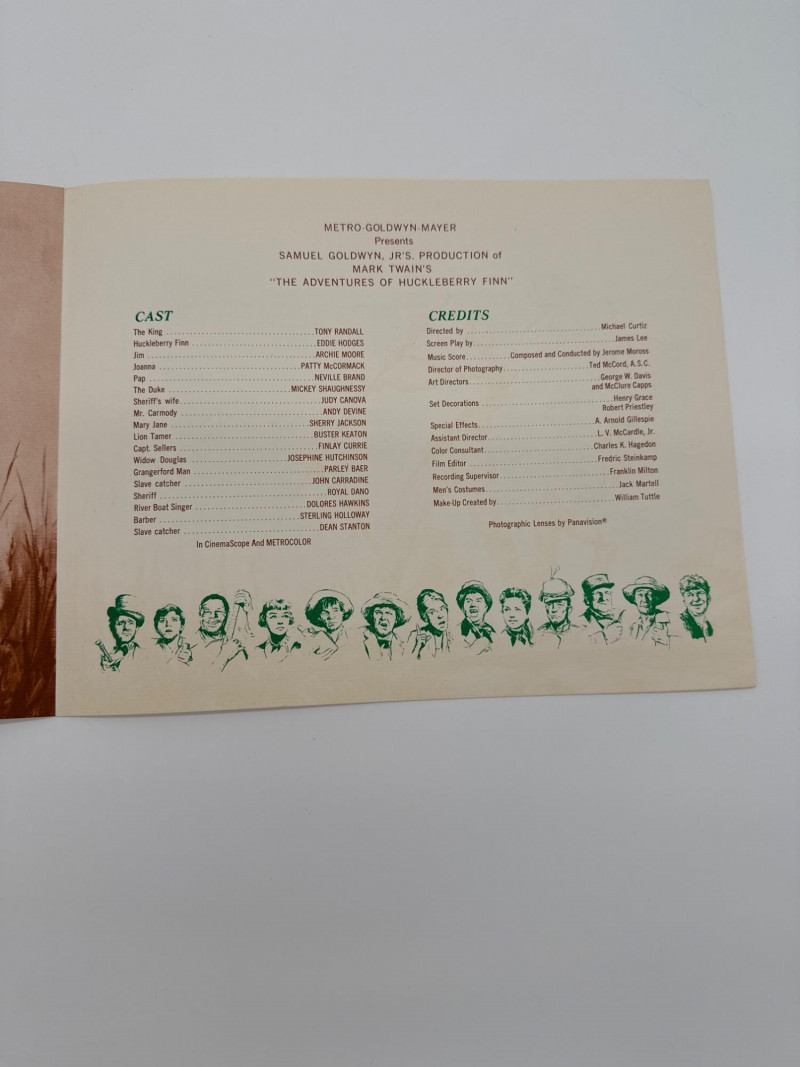 METRO-GOLDWYN-MAYER
Presents
SAMUEL GOLDWYN, JR'S. PRODUCTION of
MARK TWAIN'S
"THE ADVENTURES OF HUCKLEBERRY FINN"
CAST
The King ........ TONY RANDALL
Huckleberry Finn ........ EDDIE HODGES
Jim ........ ARCHIE MOORE
Joanna ........ PATTY McCORMACK
Pap ........ NEVILLE BRAND
The Duke ........ MICKEY SHAUGHNESSY
Sheriff's wife ........ JUDY CANOVA
Mr. Carmody ........ ANDY DEVINE
Mary Jane ........ SHERRY JACKSON
Lion Tamer ........ BUSTER KEATON
Capt. Sellers ........ FINLAY CURRIE
Widow Douglas ........ JOSEPHINE HUTCHINSON
Grangerford Man ........ PARLEY BAER
Slave catcher ........ JOHN CARRADINE
Sheriff ........ ROYAL DANO
River Boat Singer ........ DOLORES HAWKINS
Barber ........ STERLING HOLLOWAY
Slave catcher ........ DEAN STANTON
In CinemaScope And METROCOLOR
CREDITS
Directed by ........ Michael Curtiz
Screen Play by ........ James Lee
Music Score ........ Composed and Conducted by Jerome Moross
Director of Photography ........ Ted McCord, A.S.C.
Art Directors ........ George W. Davis
and McClure Capps
Set Decorations ........ Henry Grace
Robert Priestley
Special Effects ........ A. Arnold Gillespie
Assistant Director ........ L. V. McCardle, Jr.
Color Consultant ........ Charles K. Hagedon
Film Editor ........ Fredric Steinkamp
Recording Supervisor ........ Franklin Milton
Men's Costumes ........ Jack Martell
Make-Up Created by ........ William Tuttle
Photographic Lenses by Panavision®